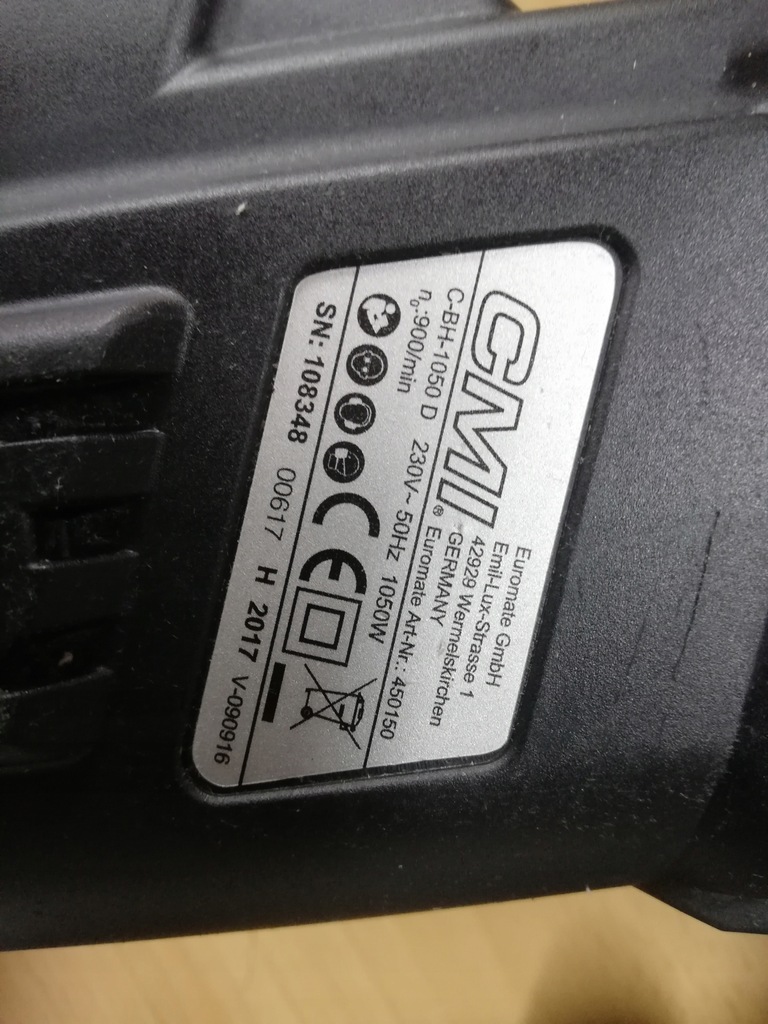 CMI®
Euromate GmbH
Emil-Lux-Strasse 1
42929 Wermelskirchen
GERMANY
C-BH-1050 D Euromate Art-Nr.: 450150
n₀:900/min 230V~ 50Hz 1050W
CE
SN: 108348 00617 H 2017 V-090916